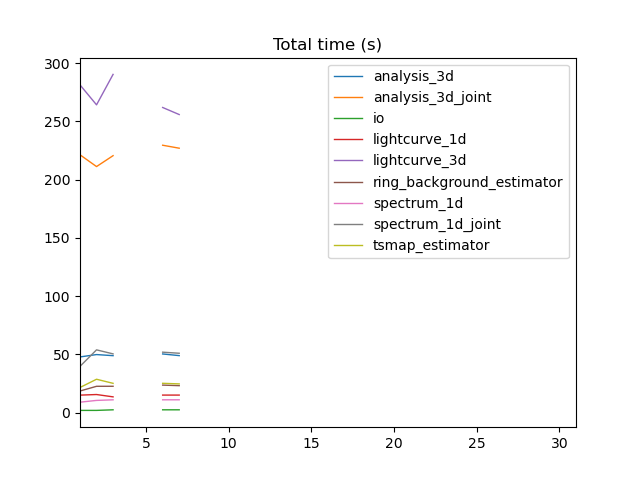 Total time (s)
300
250
200
150
100
50
0
5 10 15 20 25 30
analysis_3d
analysis_3d_joint
io
lightcurve_1d
lightcurve_3d
ring_background_estimator
spectrum_1d
spectrum_1d_joint
tsmap_estimator